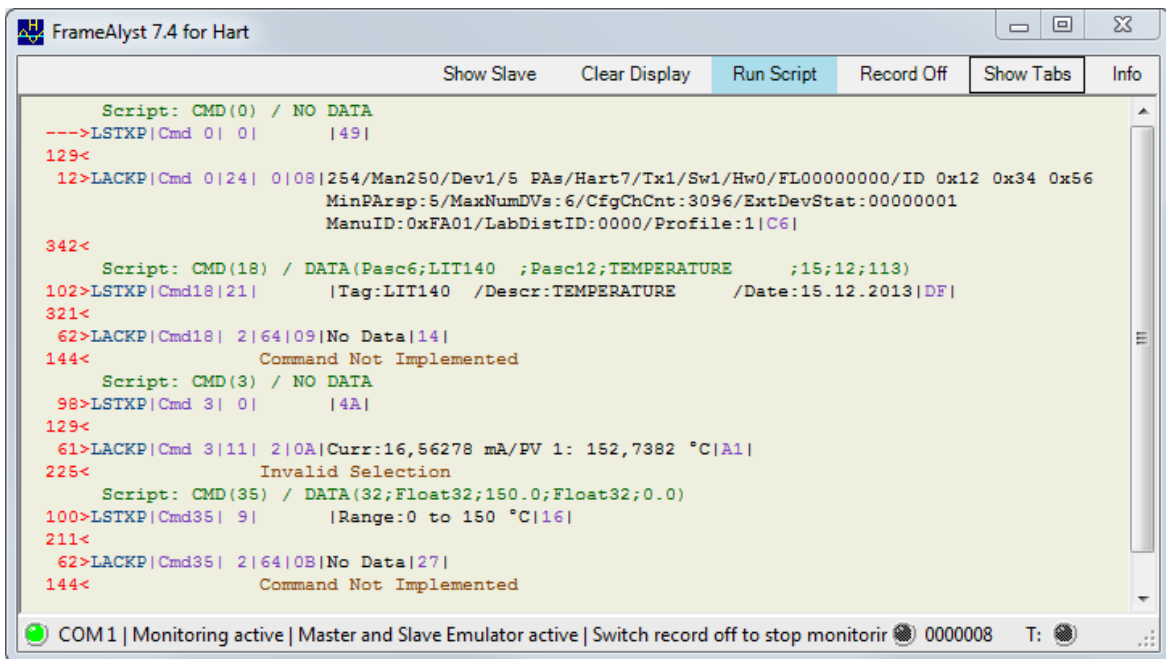 FrameAlyst 7.4 for Hart
Show Slave Clear Display Run Script Record Off Show Tabs Info
Script: CMD(0) / NO DATA
--->LSTXP|Cmd 0| 0|      |49|
129<
12>LACKP|Cmd 0|24| 0|08|254/Man250/Dev1/5 PAs/Hart7/Tx1/Sw1/Hw0/FL00000000/ID 0x12 0x34 0x56
MinPArsp:5/MaxNumDVs:6/CfgChCnt:3096/ExtDevStat:00000001
ManuID:0xFA01/LabDistID:0000/Profile:1|C6|
342<
Script: CMD(18) / DATA(Pasc6;LIT140  ;Pasc12;TEMPERATURE     ;15;12;113)
102>LSTXP|Cmd18|21|      |Tag:LIT140  /Descr:TEMPERATURE     /Date:15.12.2013|DF|
321<
62>LACKP|Cmd18| 2|64|09|No Data|14|
144<             Command Not Implemented
Script: CMD(3) / NO DATA
98>LSTXP|Cmd 3| 0|      |4A|
129<
61>LACKP|Cmd 3|11| 2|0A|Curr:16,56278 mA/PV 1: 152,7382 °C|A1|
225<             Invalid Selection
Script: CMD(35) / DATA(32;Float32;150.0;Float32;0.0)
100>LSTXP|Cmd35| 9|      |Range:0 to 150 °C|16|
211<
62>LACKP|Cmd35| 2|64|0B|No Data|27|
144<             Command Not Implemented
COM1 | Monitoring active | Master and Slave Emulator active | Switch record off to stop monitorir 0000008 T: